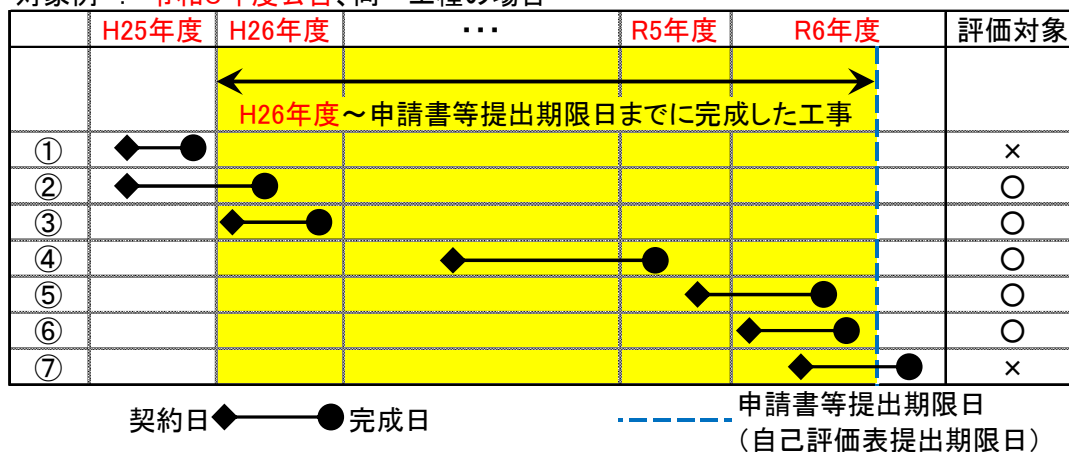 H25年度 H26年度 ・・・ R5年度 R6年度 評価対象
H26年度～申請書等提出期限日までに完成した工事
① ×
② ○
③ ○
④ ○
⑤ ○
⑥ ○
⑦ ×
契約日 完成日 申請書等提出期限日
（自己評価表提出期限日）